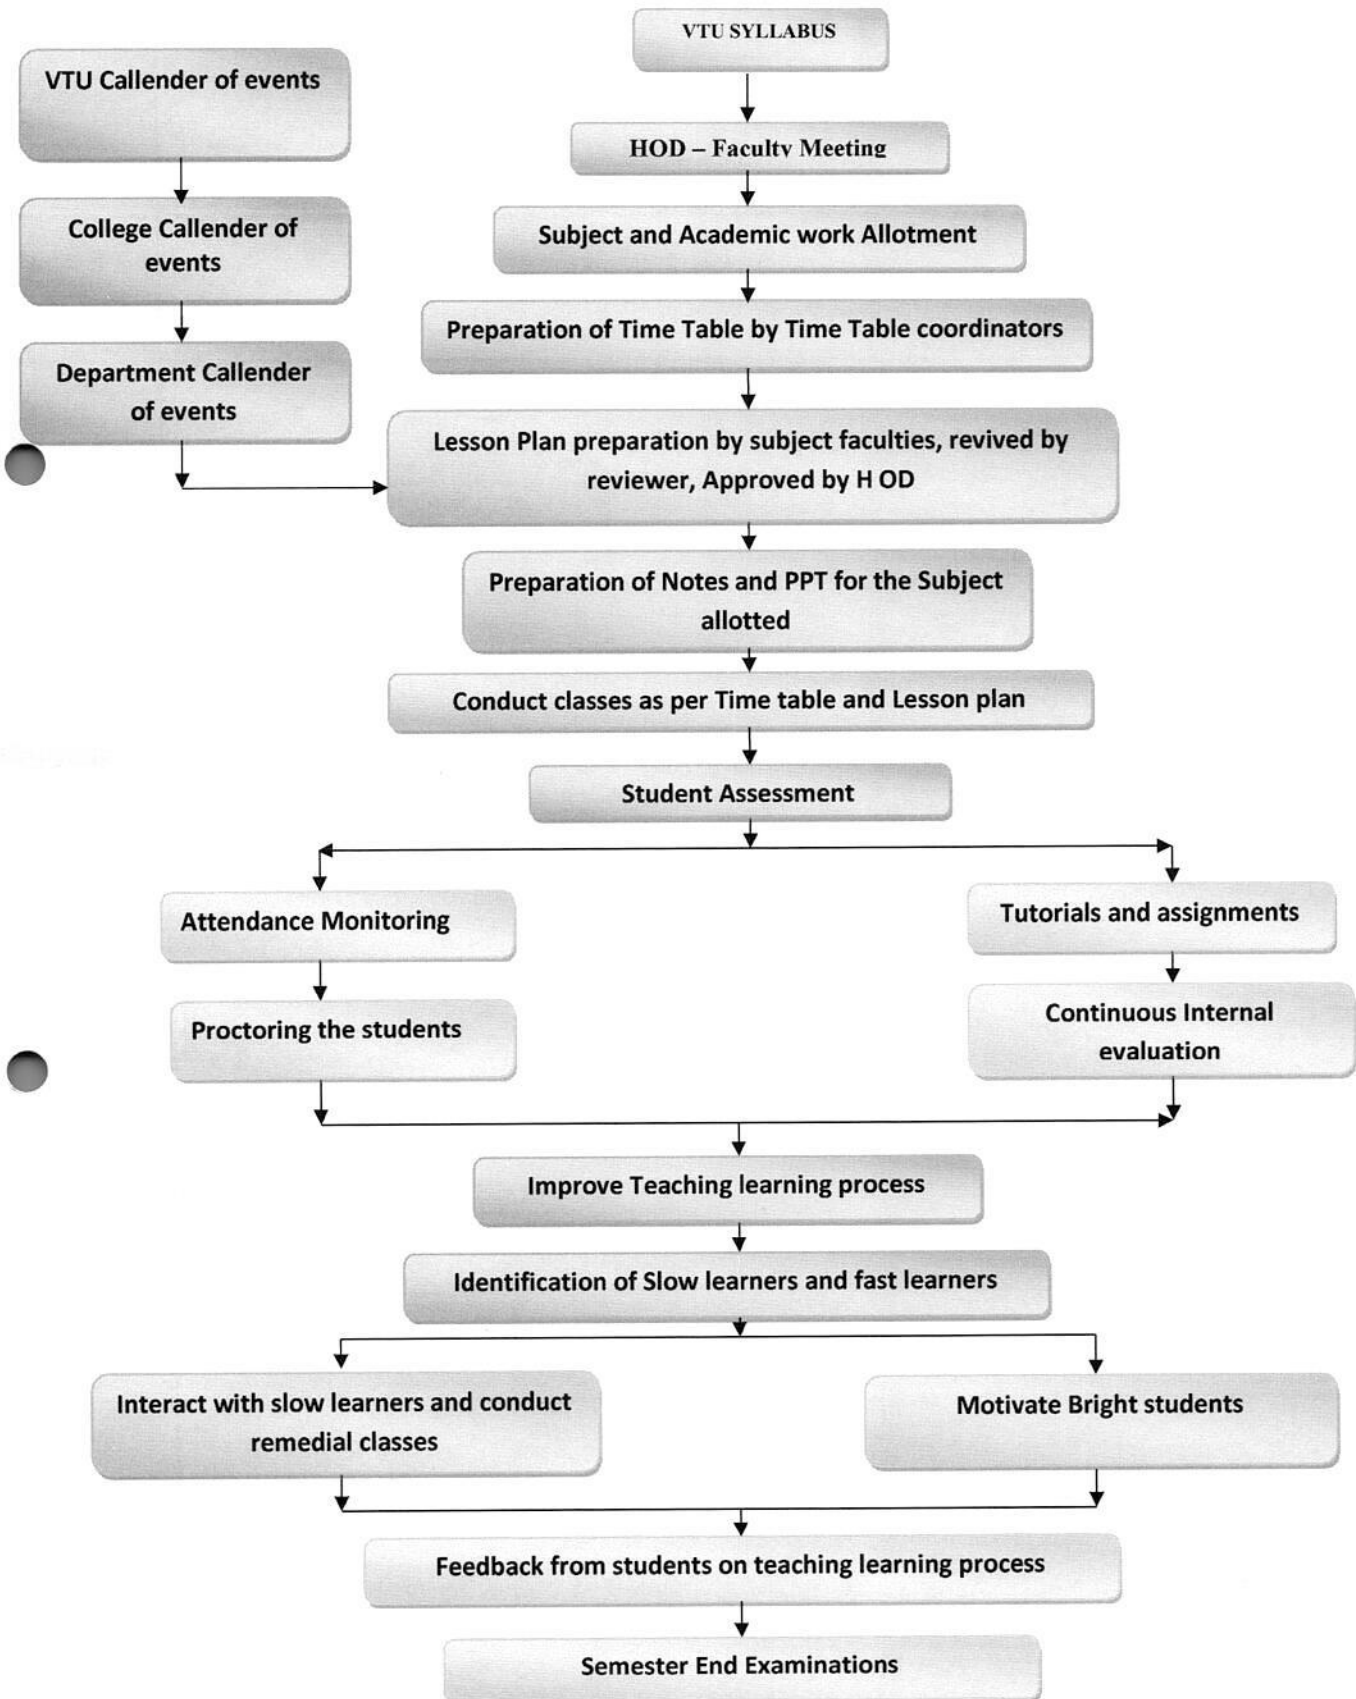 VTU SYLLABUS
VTU Callender of events
HOD – Faculty Meeting
College Callender of
events
Subject and Academic work Allotment
Preparation of Time Table by Time Table coordinators
Department Callender
of events
Lesson Plan preparation by subject faculties, revived by
reviewer, Approved by H OD
Preparation of Notes and PPT for the Subject
allotted
Conduct classes as per Time table and Lesson plan
Student Assessment
Attendance Monitoring
Tutorials and assignments
Proctoring the students
Continuous Internal
evaluation
Improve Teaching learning process
Identification of Slow learners and fast learners
Interact with slow learners and conduct
remedial classes
Motivate Bright students
Feedback from students on teaching learning process
Semester End Examinations